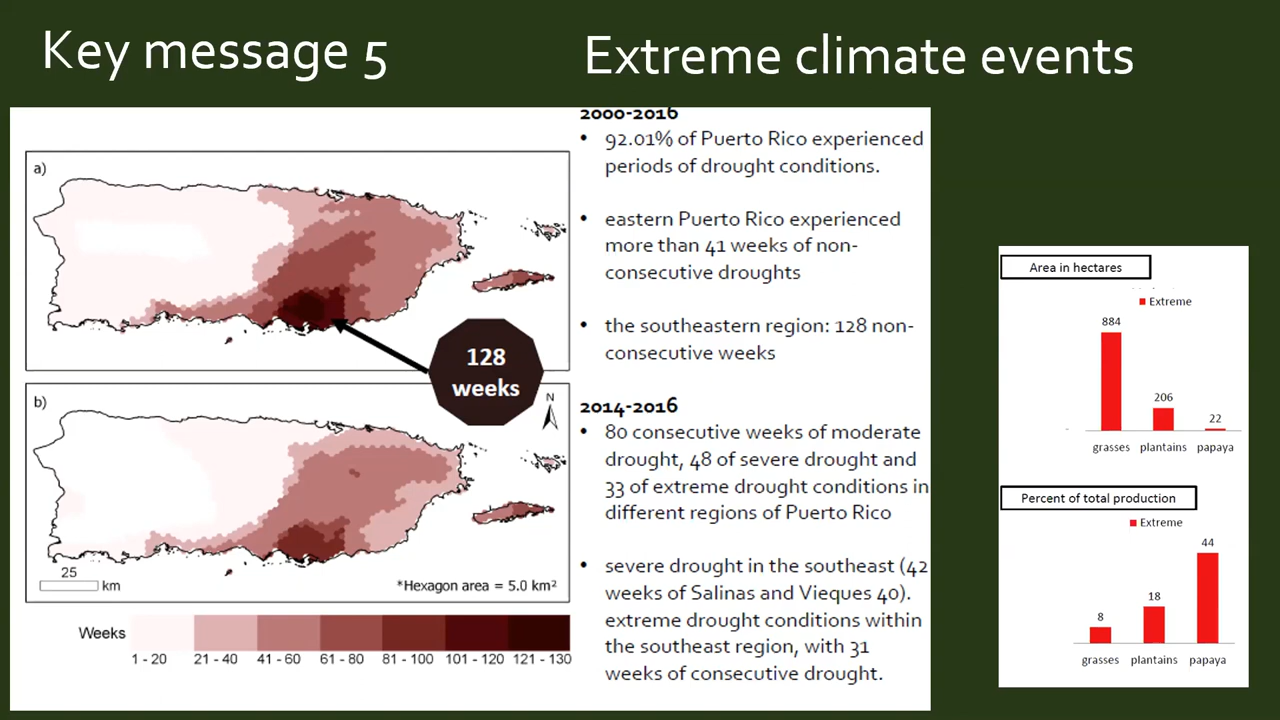 Key message 5
Extreme climate events
a)
128
weeks
b)
N
25
km
*Hexagon area = 5.0 km²
Weeks
1 - 20
21 - 40
41 - 60
61 - 80
81 - 100
101 - 120
121 - 130
2000-2016
• 92.01% of Puerto Rico experienced
periods of drought conditions.
• eastern Puerto Rico experienced
more than 41 weeks of non-
consecutive droughts
• the southeastern region: 128 non-
consecutive weeks
2014-2016
• 80 consecutive weeks of moderate
drought, 48 of severe drought and
33 of extreme drought conditions in
different regions of Puerto Rico
• severe drought in the southeast (42
weeks of Salinas and Vieques 40).
extreme drought conditions within
the southeast region, with 31
weeks of consecutive drought.
Area in hectares
Extreme
884
206
22
grasses
plantains
papaya
Percent of total production
Extreme
44
18
8
grasses
plantains
papaya